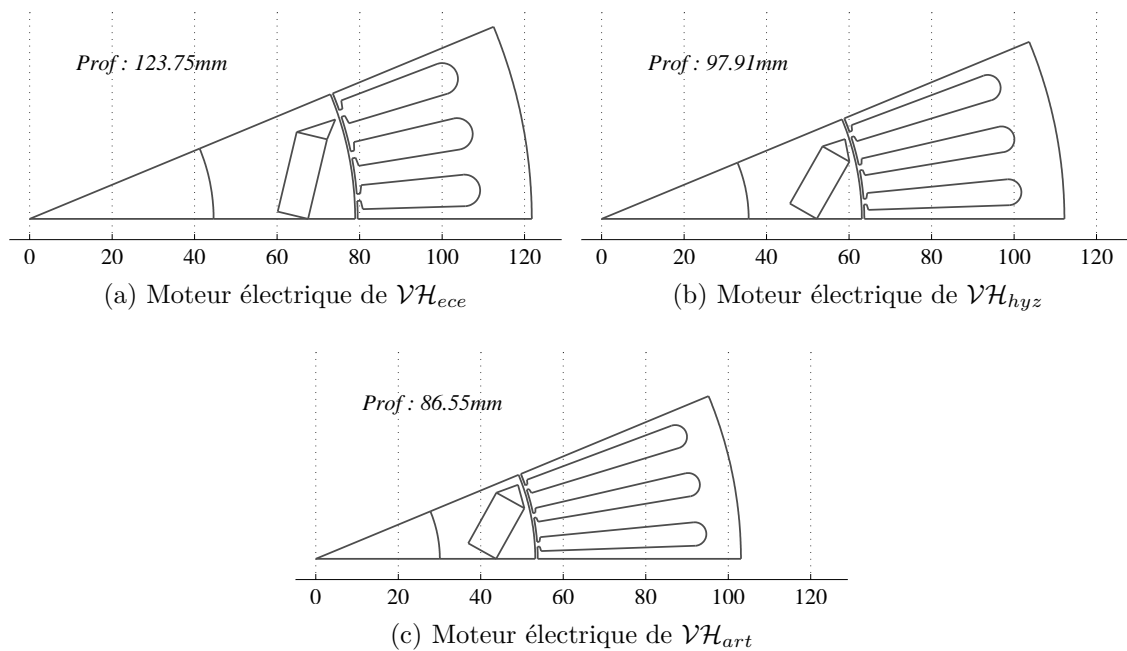 Prof : 123.75mm
0 20 40 60 80 100 120
(a) Moteur électrique de 𝒱ℋ_ece
Prof : 97.91mm
0 20 40 60 80 100 120
(b) Moteur électrique de 𝒱ℋ_hyz
Prof : 86.55mm
0 20 40 60 80 100 120
(c) Moteur électrique de 𝒱ℋ_art